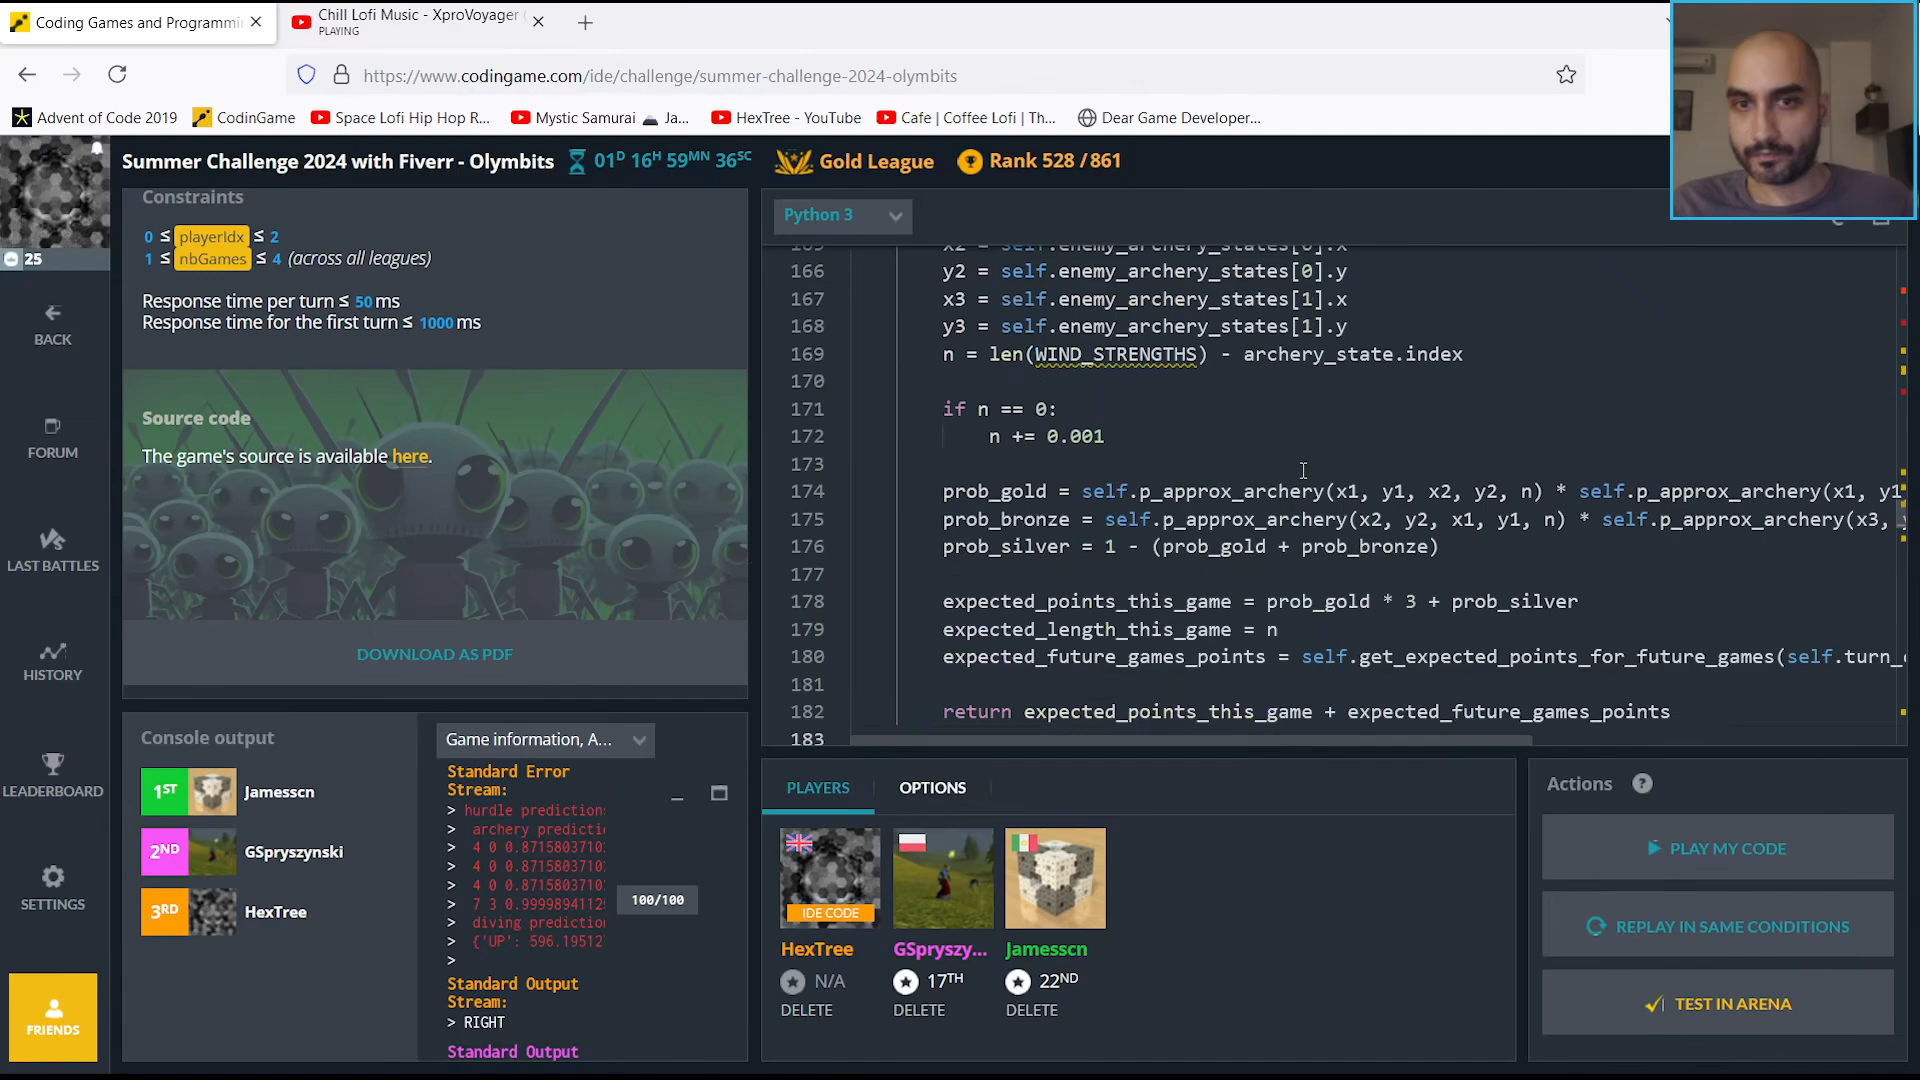 Coding Games and Programmi
Chill Lofi Music - XproVoyager (
PLAYING
https://www.codingame.com/ide/challenge/summer-challenge-2024-olymbits
Advent of Code 2019
CodinGame
Space Lofi Hip Hop R...
Mystic Samurai
Ja...
HexTree - YouTube
Cafe | Coffee Lofi | Th...
Dear Game Developer...
Summer Challenge 2024 with Fiverr - Olymbits
01D 16H 59MN 36SC
Gold League
Rank 528 / 861
25
BACK
FORUM
LAST BATTLES
HISTORY
LEADERBOARD
SETTINGS
FRIENDS
Constraints
0 ≤ playerIdx ≤ 2
1 ≤ nbGames ≤ 4 (across all leagues)
Response time per turn ≤ 50 ms
Response time for the first turn ≤ 1000 ms
Source code
The game's source is available here.
DOWNLOAD AS PDF
Python 3
165 x2 = self.enemy_archery_states[0].x
166 y2 = self.enemy_archery_states[0].y
167 x3 = self.enemy_archery_states[1].x
168 y3 = self.enemy_archery_states[1].y
169 n = len(WIND_STRENGTHS) - archery_state.index
170
171 if n == 0:
172 n += 0.001
173
174 prob_gold = self.p_approx_archery(x1, y1, x2, y2, n) * self.p_approx_archery(x1, y1
175 prob_bronze = self.p_approx_archery(x2, y2, x1, y1, n) * self.p_approx_archery(x3,
176 prob_silver = 1 - (prob_gold + prob_bronze)
177
178 expected_points_this_game = prob_gold * 3 + prob_silver
179 expected_length_this_game = n
180 expected_future_games_points = self.get_expected_points_for_future_games(self.turn_
181
182 return expected_points_this_game + expected_future_games_points
183
Console output
1ST Jamesscn
2ND GSpryszynski
3RD HexTree
Game information, A...
Standard Error
Stream:
> hurdle predictions
> archery predicti
> 4 0 0.8715803710
> 4 0 0.8715803710
> 4 0 0.8715803710
> 7 3 0.9999894112
> diving prediction
> {'UP': 596.19512
>
Standard Output
Stream:
> RIGHT
Standard Output
100/100
PLAYERS
OPTIONS
IDE CODE
HexTree
N/A
DELETE
GSpryszy...
17TH
DELETE
Jamesscn
22ND
DELETE
Actions
?
PLAY MY CODE
REPLAY IN SAME CONDITIONS
TEST IN ARENA